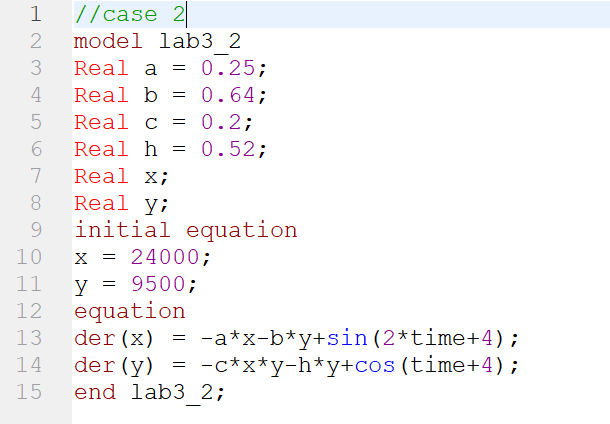 1 //case 2
2 model lab3_2
3 Real a = 0.25;
4 Real b = 0.64;
5 Real c = 0.2;
6 Real h = 0.52;
7 Real x;
8 Real y;
9 initial equation
10 x = 24000;
11 y = 9500;
12 equation
13 der(x) = -a*x-b*y+sin(2*time+4);
14 der(y) = -c*x*y-h*y+cos(time+4);
15 end lab3_2;